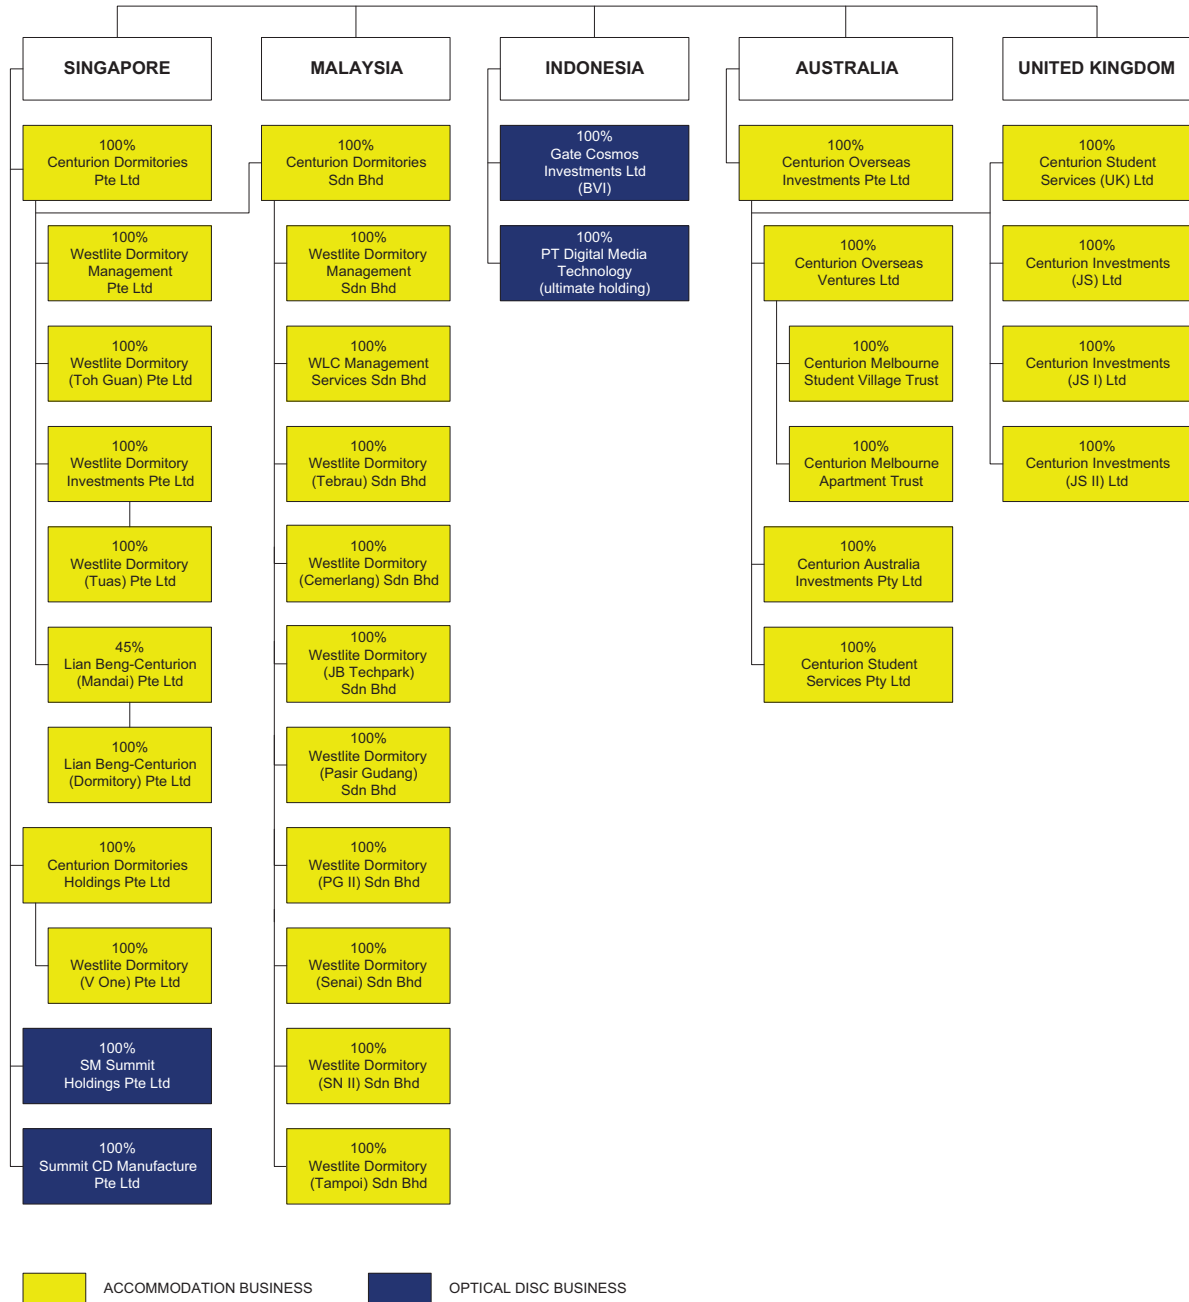 SINGAPORE
100%
Centurion Dormitories
Pte Ltd
100%
Westlite Dormitory
Management
Pte Ltd
100%
Westlite Dormitory
(Toh Guan) Pte Ltd
100%
Westlite Dormitory
Investments Pte Ltd
100%
Westlite Dormitory
(Tuas) Pte Ltd
45%
Lian Beng-Centurion
(Mandai) Pte Ltd
100%
Lian Beng-Centurion
(Dormitory) Pte Ltd
100%
Centurion Dormitories
Holdings Pte Ltd
100%
Westlite Dormitory
(V One) Pte Ltd
100%
SM Summit
Holdings Pte Ltd
100%
Summit CD Manufacture
Pte Ltd
MALAYSIA
100%
Centurion Dormitories
Sdn Bhd
100%
Westlite Dormitory
Management
Sdn Bhd
100%
WLC Management
Services Sdn Bhd
100%
Westlite Dormitory
(Tebrau) Sdn Bhd
100%
Westlite Dormitory
(Cemerlang) Sdn Bhd
100%
Westlite Dormitory
(JB Techpark)
Sdn Bhd
100%
Westlite Dormitory
(Pasir Gudang)
Sdn Bhd
100%
Westlite Dormitory
(PG II) Sdn Bhd
100%
Westlite Dormitory
(Senai) Sdn Bhd
100%
Westlite Dormitory
(SN II) Sdn Bhd
100%
Westlite Dormitory
(Tampoi) Sdn Bhd
INDONESIA
100%
Gate Cosmos
Investments Ltd
(BVI)
100%
PT Digital Media
Technology
(ultimate holding)
AUSTRALIA
100%
Centurion Overseas
Investments Pte Ltd
100%
Centurion Overseas
Ventures Ltd
100%
Centurion Melbourne
Student Village Trust
100%
Centurion Melbourne
Apartment Trust
100%
Centurion Australia
Investments Pty Ltd
100%
Centurion Student
Services Pty Ltd
UNITED KINGDOM
100%
Centurion Student
Services (UK) Ltd
100%
Centurion Investments
(JS) Ltd
100%
Centurion Investments
(JS I) Ltd
100%
Centurion Investments
(JS II) Ltd
ACCOMMODATION BUSINESS
OPTICAL DISC BUSINESS